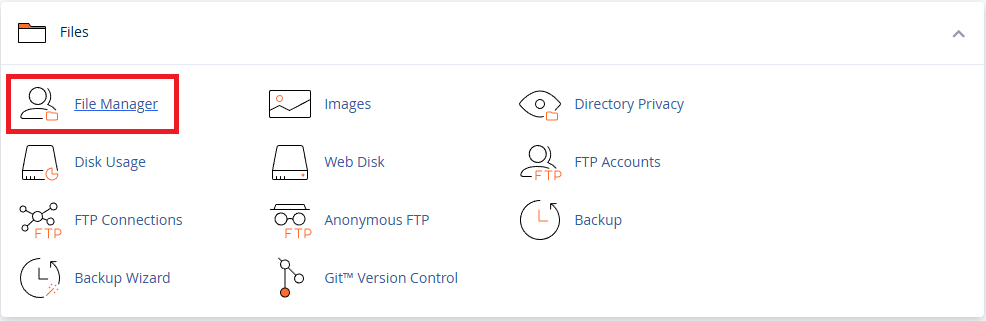 Files
File Manager
Images
Directory Privacy
Disk Usage
Web Disk
FTP Accounts
FTP
FTP Connections
FTP
Anonymous FTP
FTP
Backup
Backup Wizard
Git™ Version Control